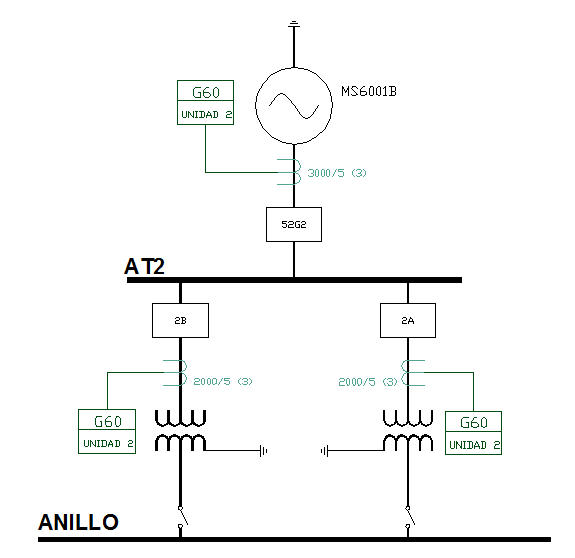 G60
UNIDAD 2
MS6001B
3000/5 (3)
52G2
AT2
2B
2A
2000/5 (3)
2000/5 (3)
G60
UNIDAD 2
G60
UNIDAD 2
ANILLO